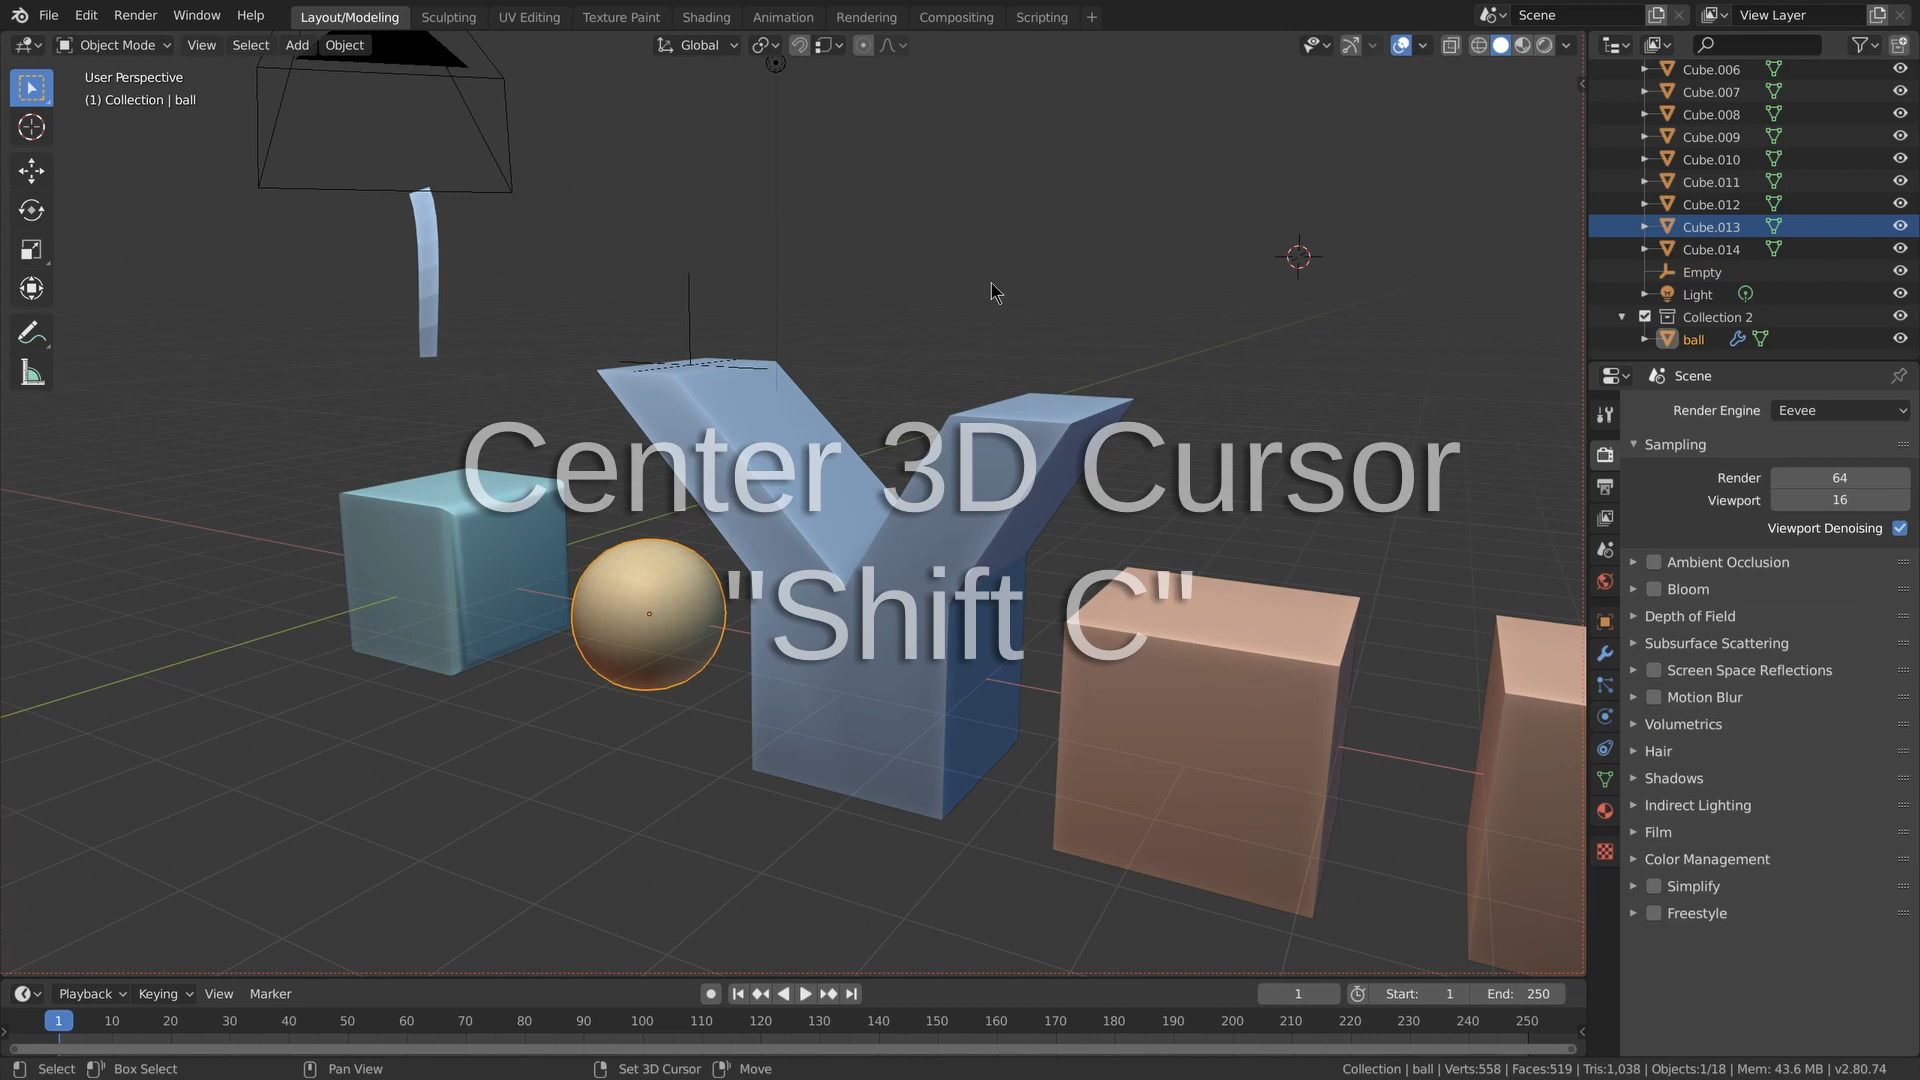 File Edit Render Window Help Layout/Modeling Sculpting UV Editing Texture Paint Shading Animation Rendering Compositing Scripting + Scene View Layer
Object Mode View Select Add Object Global
User Perspective
(1) Collection | ball
Cube.006
Cube.007
Cube.008
Cube.009
Cube.010
Cube.011
Cube.012
Cube.013
Cube.014
Empty
Light
Collection 2
ball
Scene
Render Engine Eevee
Sampling
Render 64
Viewport 16
Viewport Denoising
Ambient Occlusion
Bloom
Depth of Field
Subsurface Scattering
Screen Space Reflections
Motion Blur
Volumetrics
Hair
Shadows
Indirect Lighting
Film
Color Management
Simplify
Freestyle
Center 3D Cursor
"Shift C"
Playback Keying View Marker 1 Start: 1 End: 250
1 10 20 30 40 50 60 70 80 90 100 110 120 130 140 150 160 170 180 190 200 210 220 230 240 250
Select Box Select Pan View Set 3D Cursor Move Collection | ball | Verts:558 | Faces:519 | Tris:1,038 | Objects:1/18 | Mem: 43.6 MB | v2.80.74